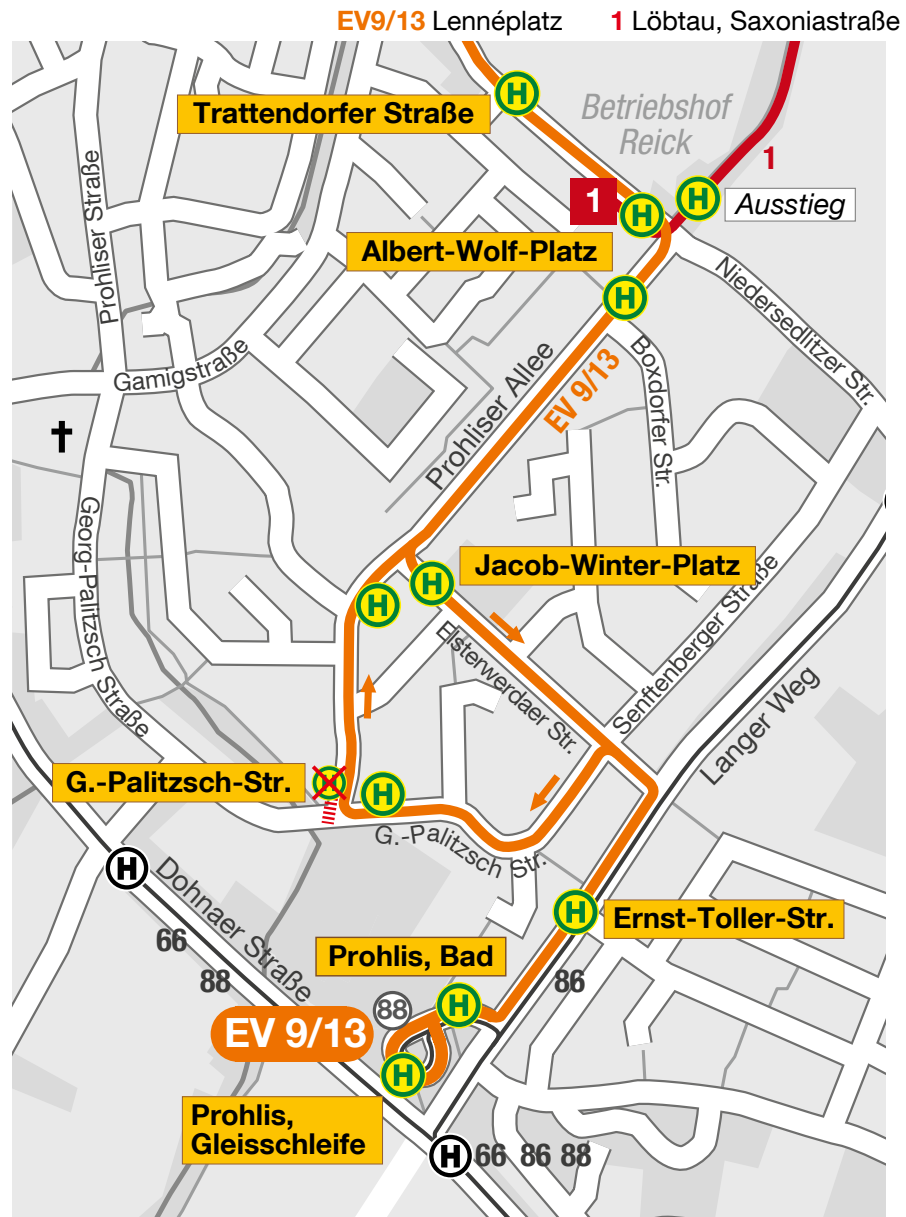 EV9/13 Lennéplatz 1 Löbtau, Saxoniastraße
H
Trattendorfer Straße
Betriebshof
Reick
1
1
H
H
Ausstieg
Albert-Wolf-Platz
H
Prohliser Straße
Niedersedlitzer Str.
Gamigstraße
Prohliser Allee
EV 9/13
Boxdorfer Str.
Georg-Palitzsch Straße
H
Jacob-Winter-Platz
H
Elsterwerdaer Str.
Senftenberger Straße
Langer Weg
G.-Palitzsch-Str.
H
H
G.-Palitzsch Str.
H
Dohnaer Straße
66
88
H
Ernst-Toller-Str.
Prohlis, Bad
86
88
H
EV 9/13
H
Prohlis,
Gleisschleife
H
66 86 88